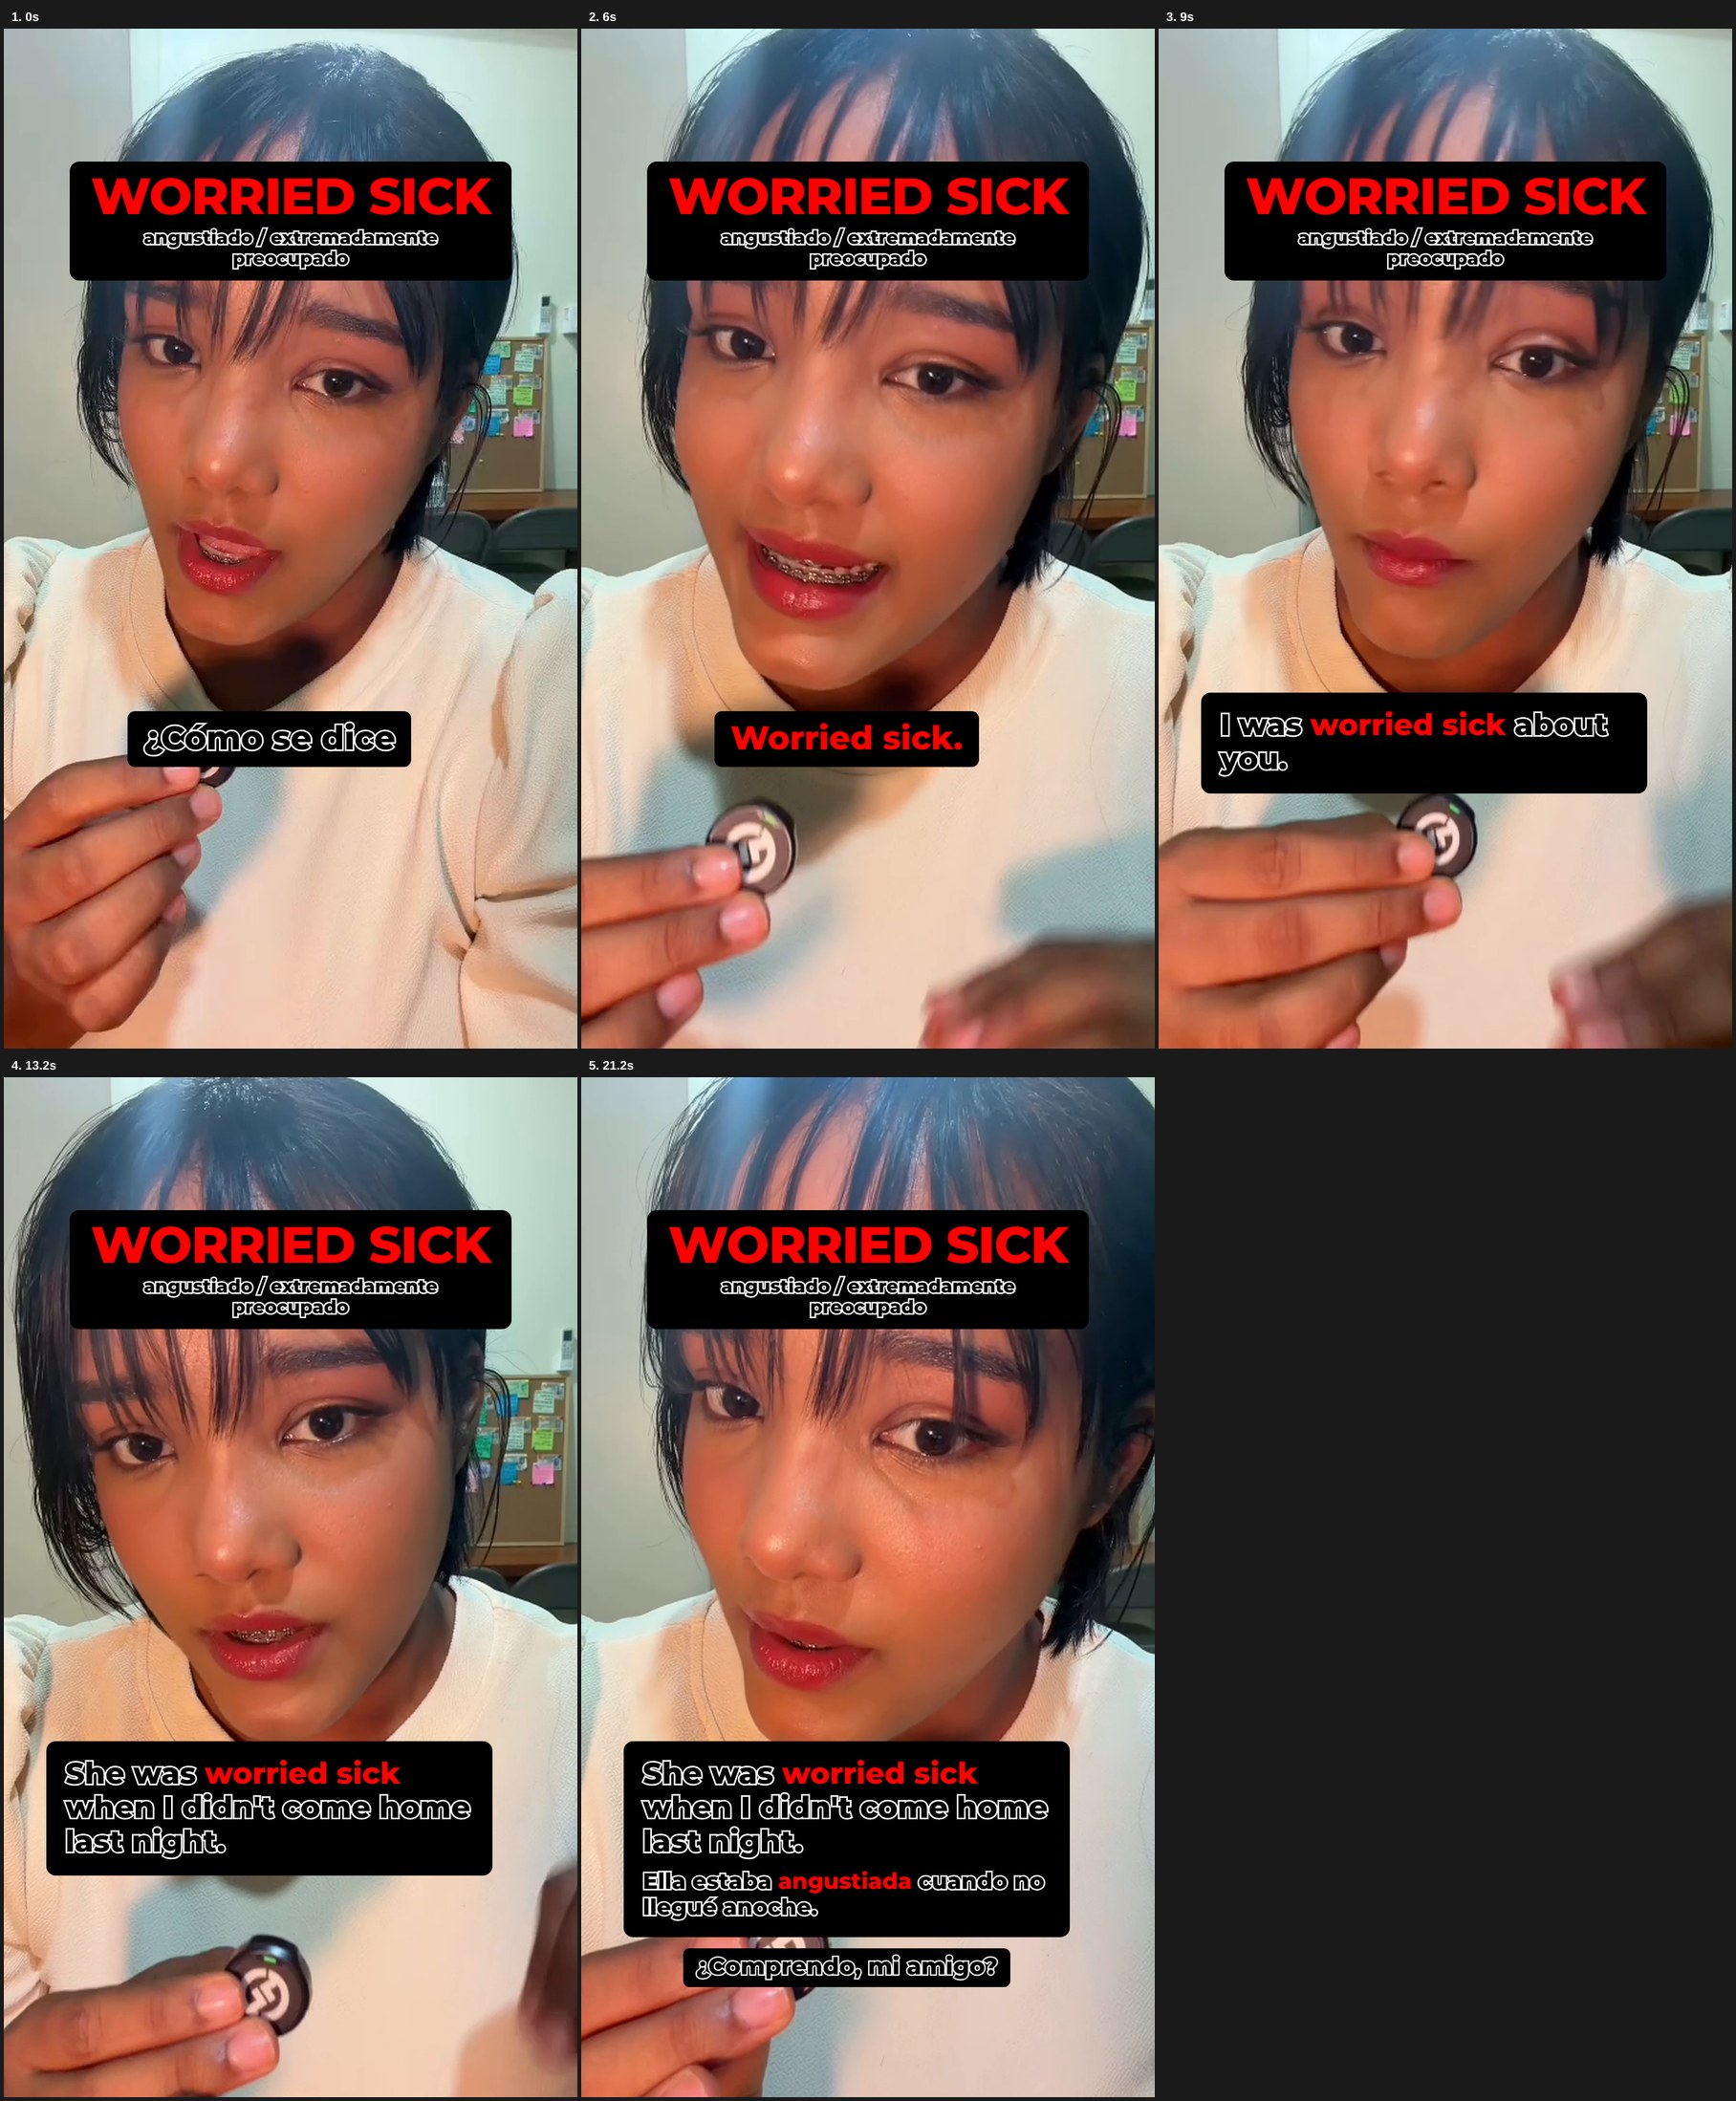 1. 0s
WORRIED SICK
angustiado / extremadamente
preocupado
¿Cómo se dice
2. 6s
WORRIED SICK
angustiado / extremadamente
preocupado
Worried sick.
3. 9s
WORRIED SICK
angustiado / extremadamente
preocupado
I was worried sick about
you.
4. 13.2s
WORRIED SICK
angustiado / extremadamente
preocupado
She was worried sick
when I didn't come home
last night.
5. 21.2s
WORRIED SICK
angustiado / extremadamente
preocupado
She was worried sick
when I didn't come home
last night.
Ella estaba angustiada cuando no
llegué anoche.
¿Comprendo, mi amigo?